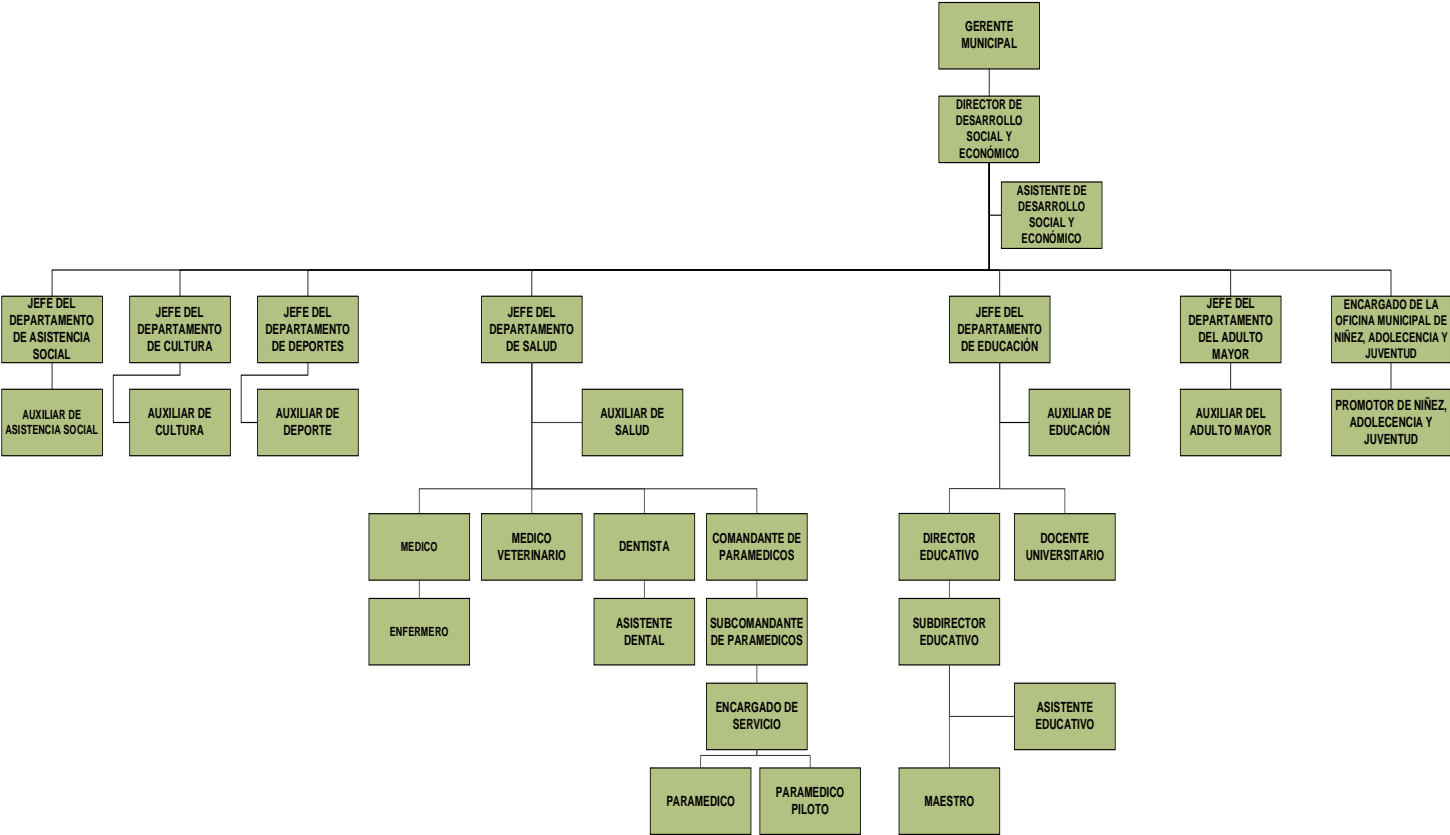 GERENTE
MUNICIPAL
DIRECTOR DE
DESARROLLO
SOCIAL Y
ECONÓMICO
ASISTENTE DE
DESARROLLO
SOCIAL Y
ECONÓMICO
JEFE DEL
DEPARTAMENTO
DE ASISTENCIA
SOCIAL
JEFE DEL
DEPARTAMENTO
DE CULTURA
JEFE DEL
DEPARTAMENTO
DE DEPORTES
JEFE DEL
DEPARTAMENTO
DE SALUD
JEFE DEL
DEPARTAMENTO
DE EDUCACIÓN
JEFE DEL
DEPARTAMENTO
DEL ADULTO
MAYOR
ENCARGADO DE LA
OFICINA MUNICIPAL DE
NIÑEZ, ADOLECENCIA Y
JUVENTUD
AUXILIAR DE
ASISTENCIA SOCIAL
AUXILIAR DE
CULTURA
AUXILIAR DE
DEPORTE
AUXILIAR DE
SALUD
AUXILIAR DE
EDUCACIÓN
AUXILIAR DEL
ADULTO MAYOR
PROMOTOR DE NIÑEZ,
ADOLECENCIA Y
JUVENTUD
MEDICO
MEDICO
VETERINARIO
DENTISTA
COMANDANTE DE
PARAMEDICOS
DIRECTOR
EDUCATIVO
DOCENTE
UNIVERSITARIO
ENFERMERO
ASISTENTE
DENTAL
SUBCOMANDANTE
DE PARAMEDICOS
SUBDIRECTOR
EDUCATIVO
ENCARGADO DE
SERVICIO
ASISTENTE
EDUCATIVO
PARAMEDICO
PARAMEDICO
PILOTO
MAESTRO